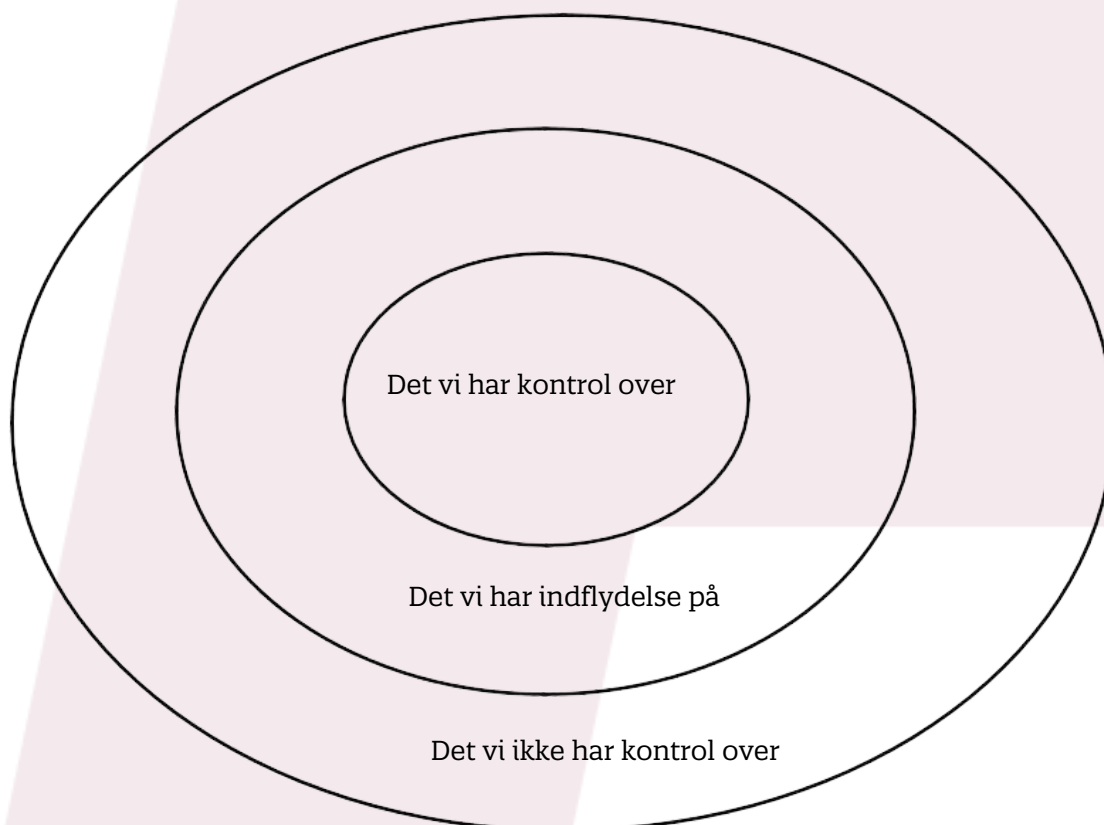 Det vi har kontrol over
Det vi har indflydelse på
Det vi ikke har kontrol over